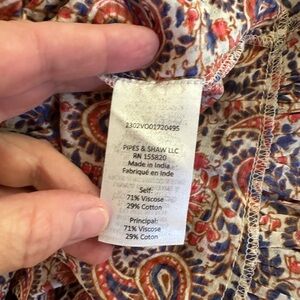 2302VO01720495
PIPES & SHAW LLC
RN 155820
Made in India
Fabriqué en Inde
Self:
71% Viscose
29% Cotton
Principal:
71% Viscose
29% Coton